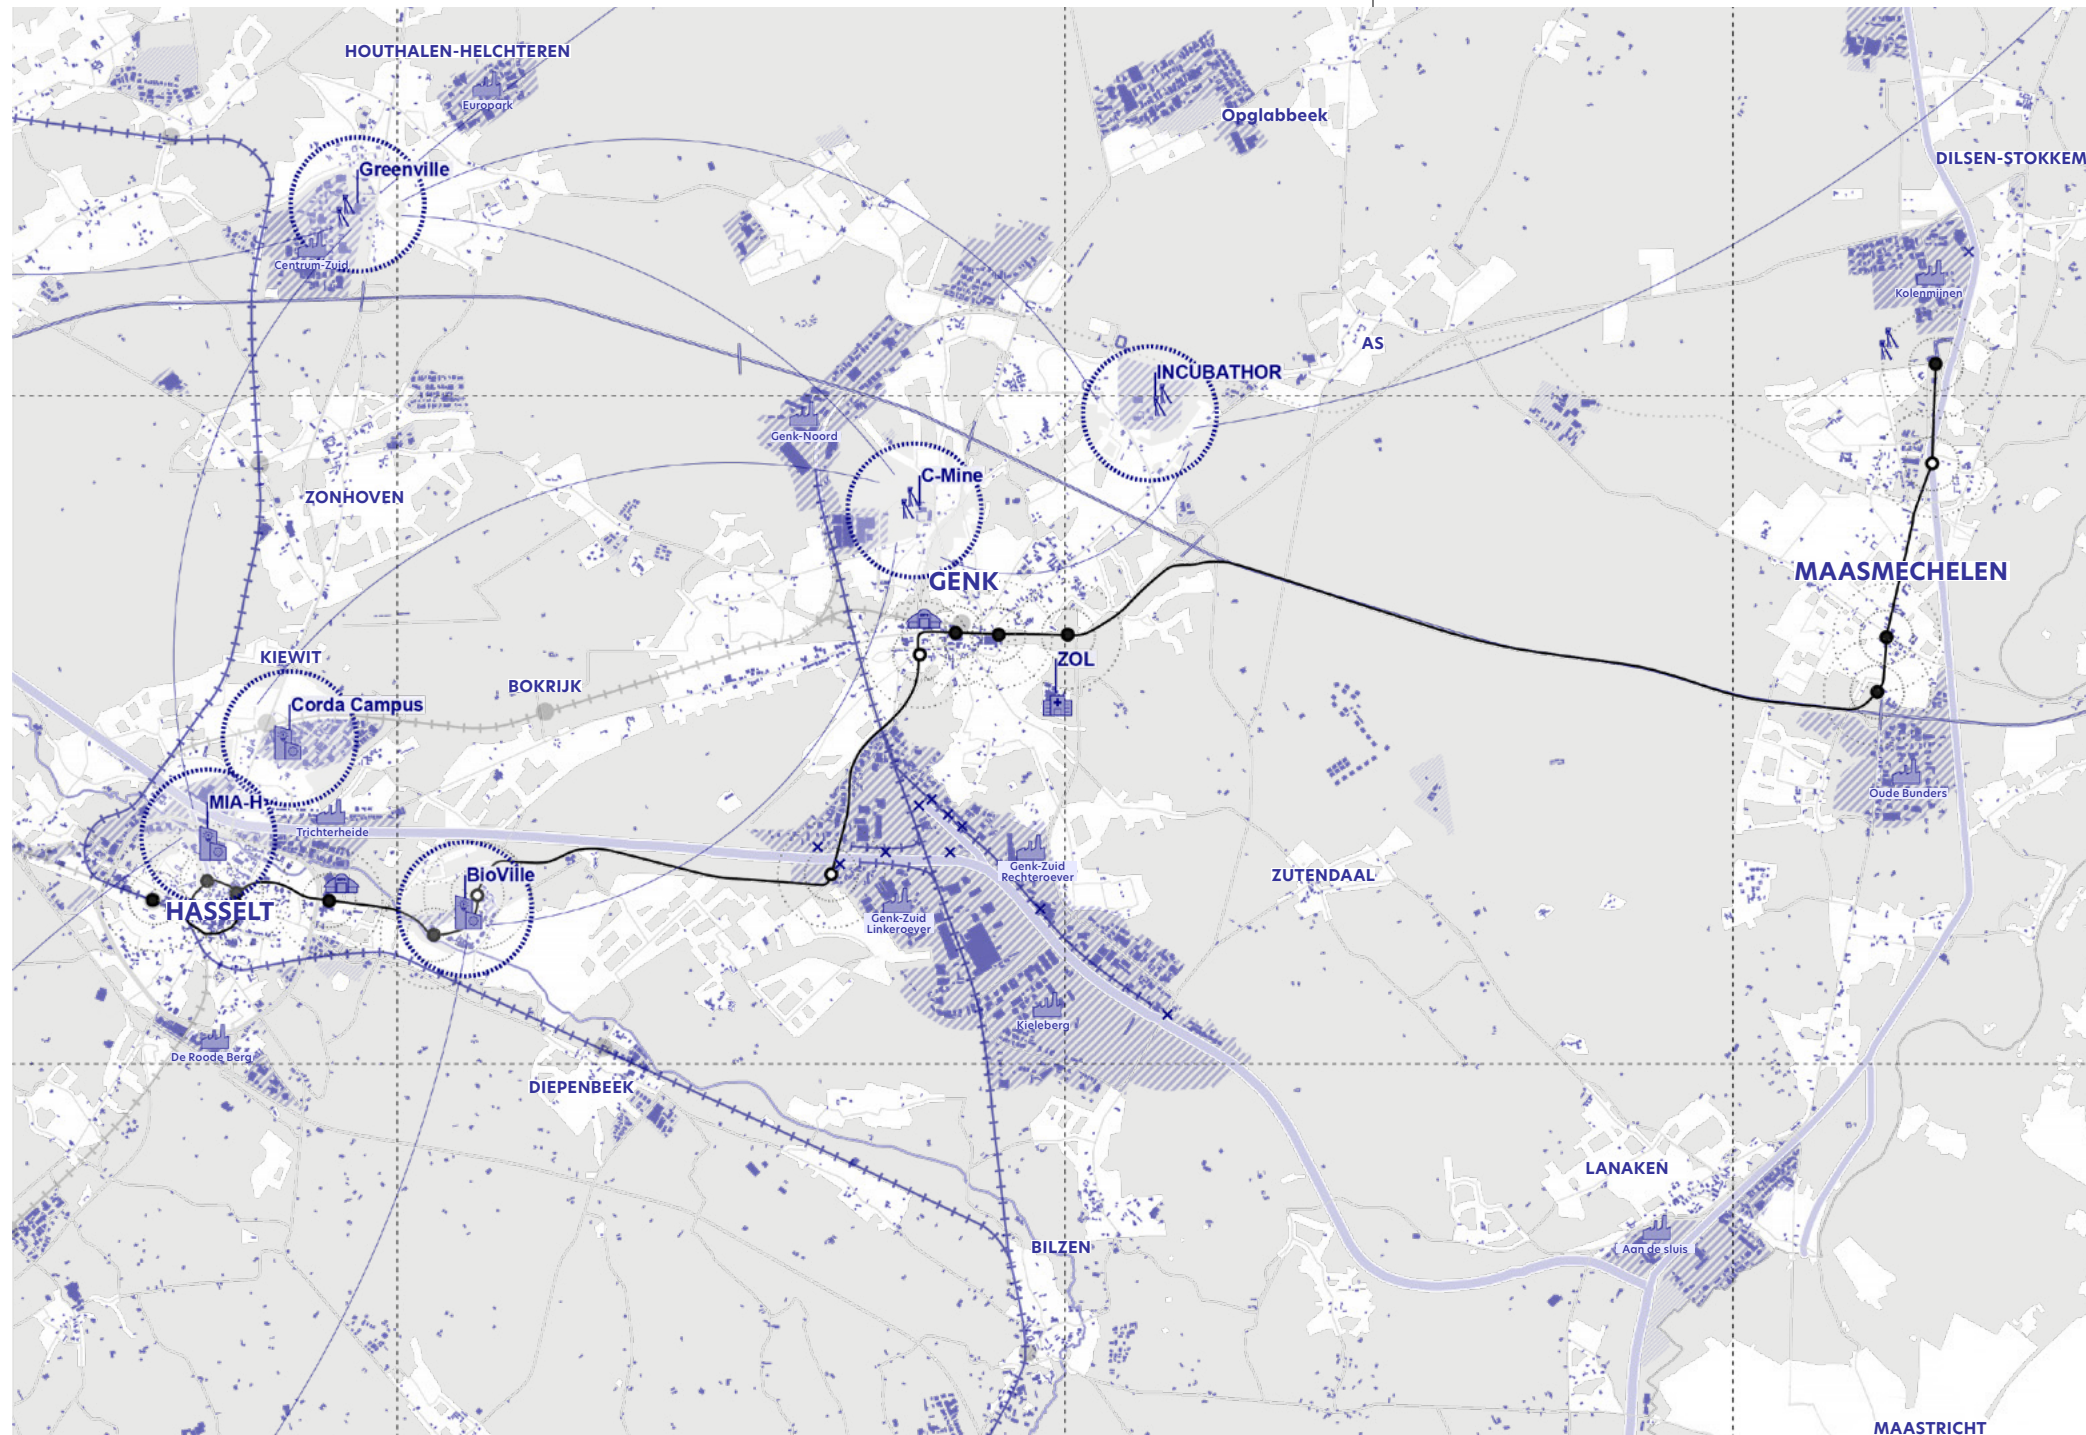 HOUTHALEN-HELCHTEREN
Europark
Opglabbeek
DILSEN-STOKKEM
Greenville
Centrum-Zuid
Kolenmijnen
AS
INCUBATHOR
Genk-Noord
C-Mine
ZONHOVEN
GENK
MAASMECHELEN
KIEWIT
ZOL
BOKRIJK
Corda Campus
MIA-H
Oude Bunders
Trichterheide
BioVille
Genk-Zuid
Rechteroever
ZUTENDAAL
HASSELT
Genk-Zuid
Linkeroever
Kieleberg
De Roode Berg
DIEPENBEEK
LANAKEN
BILZEN
Aan de sluis
MAASTRICHT